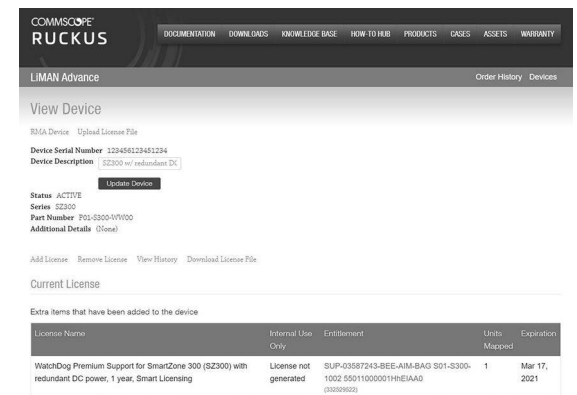 COMMSCOPE®
RUCKUS
DOCUMENTATION DOWNLOADS KNOWLEDGE BASE HOW-TO HUB PRODUCTS CASES ASSETS WARRANTY
LiMAN Advance
Order History Devices
View Device
RMA Device Upload License File
Device Serial Number 123456123451234
Device Description SZ300 w/ redundant DC
Update Device
Status ACTIVE
Series SZ300
Part Number P01-S300-WW00
Additional Details (None)
Add License Remove License View History Download License File
Current License
Extra items that have been added to the device
License Name Internal Use Entitlement Units Expiration
Only Mapped
WatchDog Premium Support for SmartZone 300 (SZ300) with License not SUP-03587243-BEE-AIM-BAG S01-S300- 1 Mar 17,
redundant DC power, 1 year, Smart Licensing generated 1002 55011000001HhEIAA0 2021
(332529522)